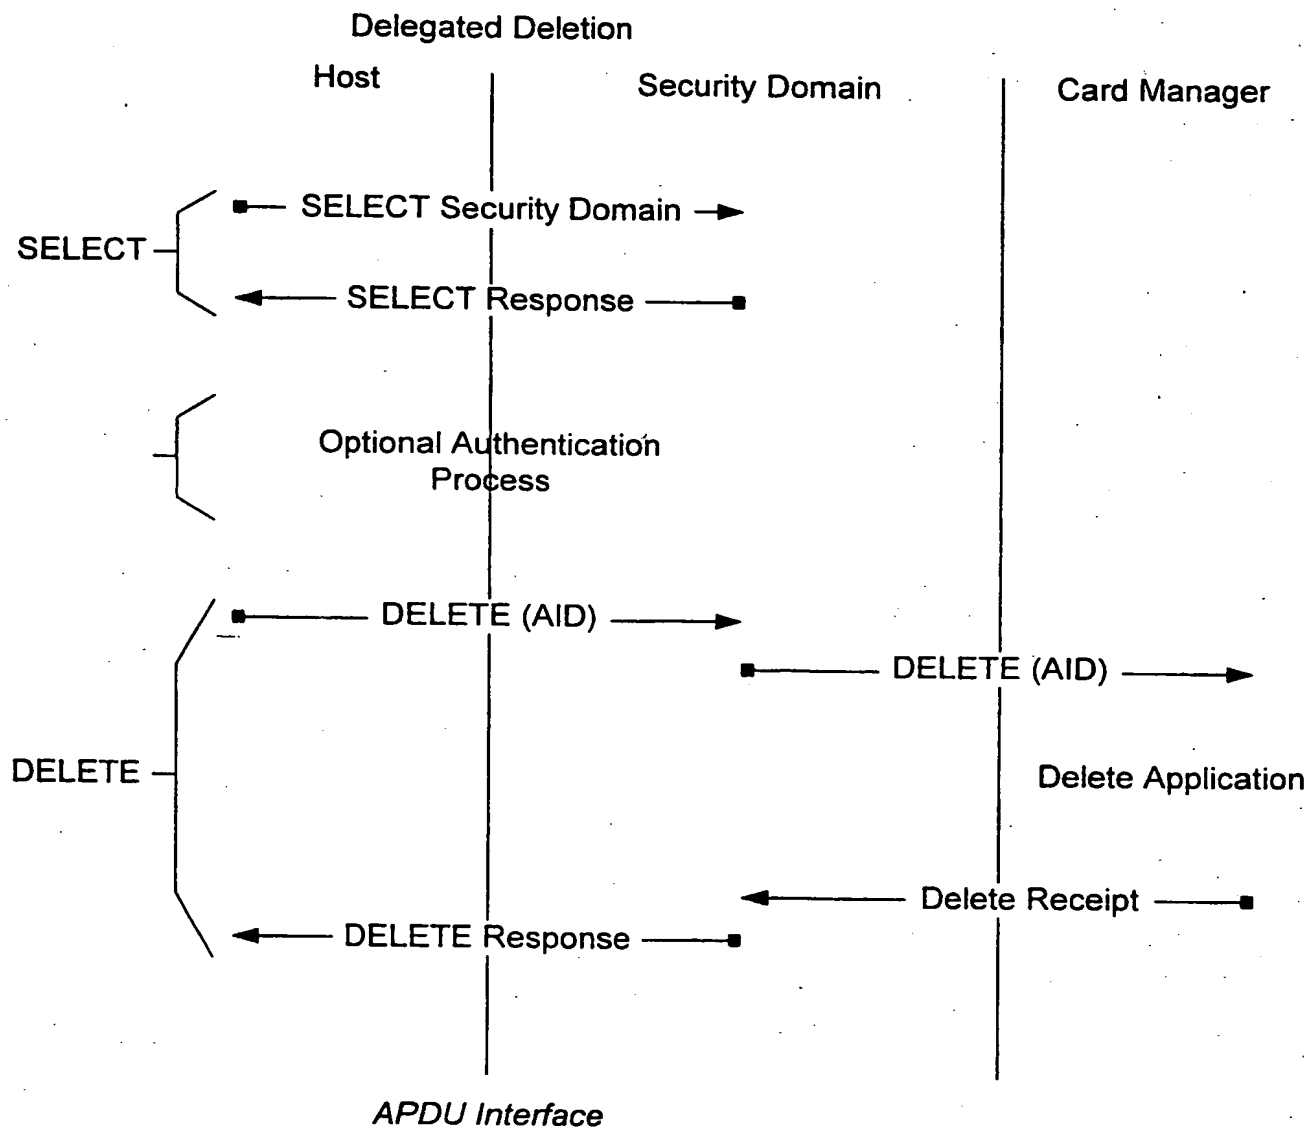 Delegated Deletion
Host
Security Domain
Card Manager
SELECT Security Domain
SELECT
SELECT Response
Optional Authentication
Process
DELETE (AID)
DELETE (AID)
DELETE
Delete Application
Delete Receipt
DELETE Response
APDU Interface